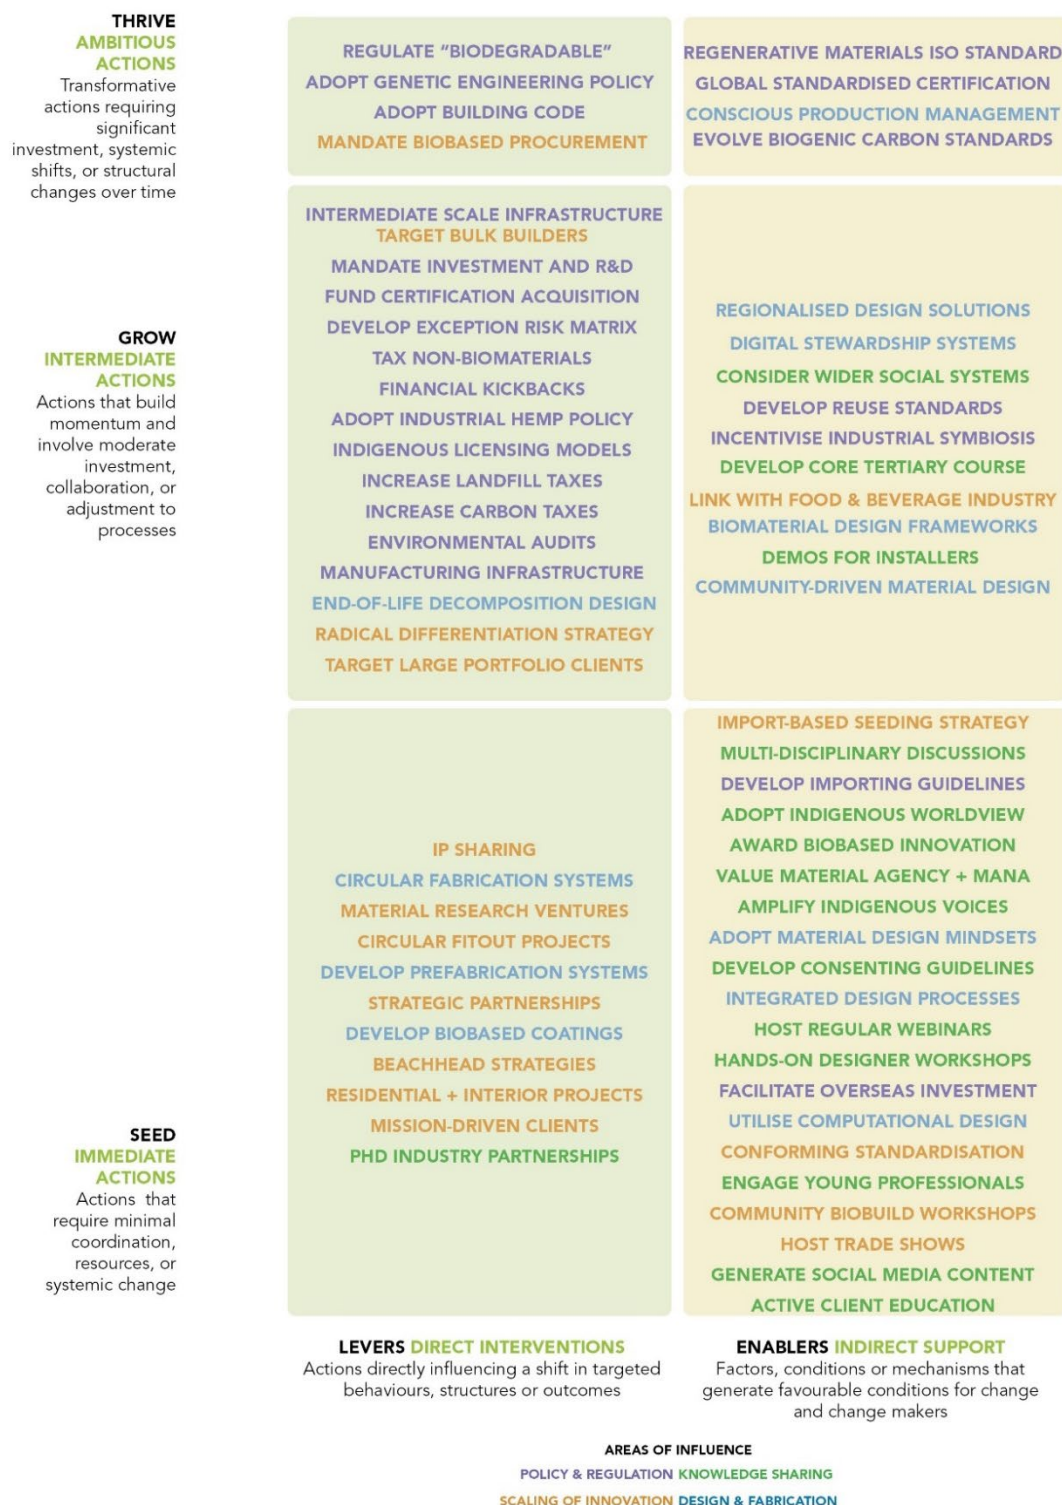 THRIVE
AMBITIOUS
ACTIONS
Transformative
actions requiring
significant
investment, systemic
shifts, or structural
changes over time
REGULATE “BIODEGRADABLE”
ADOPT GENETIC ENGINEERING POLICY
ADOPT BUILDING CODE
MANDATE BIOBASED PROCUREMENT
REGENERATIVE MATERIALS ISO STANDARD
GLOBAL STANDARDISED CERTIFICATION
CONSCIOUS PRODUCTION MANAGEMENT
EVOLVE BIOGENIC CARBON STANDARDS
GROW
INTERMEDIATE
ACTIONS
Actions that build
momentum and
involve moderate
investment,
collaboration, or
adjustment to
processes
INTERMEDIATE SCALE INFRASTRUCTURE
TARGET BULK BUILDERS
MANDATE INVESTMENT AND R&D
FUND CERTIFICATION ACQUISITION
DEVELOP EXCEPTION RISK MATRIX
TAX NON-BIOMATERIALS
FINANCIAL KICKBACKS
ADOPT INDUSTRIAL HEMP POLICY
INDIGENOUS LICENSING MODELS
INCREASE LANDFILL TAXES
INCREASE CARBON TAXES
ENVIRONMENTAL AUDITS
MANUFACTURING INFRASTRUCTURE
END-OF-LIFE DECOMPOSITION DESIGN
RADICAL DIFFERENTIATION STRATEGY
TARGET LARGE PORTFOLIO CLIENTS
REGIONALISED DESIGN SOLUTIONS
DIGITAL STEWARDSHIP SYSTEMS
CONSIDER WIDER SOCIAL SYSTEMS
DEVELOP REUSE STANDARDS
INCENTIVISE INDUSTRIAL SYMBIOSIS
DEVELOP CORE TERTIARY COURSE
LINK WITH FOOD & BEVERAGE INDUSTRY
BIOMATERIAL DESIGN FRAMEWORKS
DEMOS FOR INSTALLERS
COMMUNITY-DRIVEN MATERIAL DESIGN
SEED
IMMEDIATE
ACTIONS
Actions that
require minimal
coordination,
resources, or
systemic change
IP SHARING
CIRCULAR FABRICATION SYSTEMS
MATERIAL RESEARCH VENTURES
CIRCULAR FITOUT PROJECTS
DEVELOP PREFABRICATION SYSTEMS
STRATEGIC PARTNERSHIPS
DEVELOP BIOBASED COATINGS
BEACHHEAD STRATEGIES
RESIDENTIAL + INTERIOR PROJECTS
MISSION-DRIVEN CLIENTS
PHD INDUSTRY PARTNERSHIPS
IMPORT-BASED SEEDING STRATEGY
MULTI-DISCIPLINARY DISCUSSIONS
DEVELOP IMPORTING GUIDELINES
ADOPT INDIGENOUS WORLDVIEW
AWARD BIOBASED INNOVATION
VALUE MATERIAL AGENCY + MANA
AMPLIFY INDIGENOUS VOICES
ADOPT MATERIAL DESIGN MINDSETS
DEVELOP CONSENTING GUIDELINES
INTEGRATED DESIGN PROCESSES
HOST REGULAR WEBINARS
HANDS-ON DESIGNER WORKSHOPS
FACILITATE OVERSEAS INVESTMENT
UTILISE COMPUTATIONAL DESIGN
CONFORMING STANDARDISATION
ENGAGE YOUNG PROFESSIONALS
COMMUNITY BIOBUILD WORKSHOPS
HOST TRADE SHOWS
GENERATE SOCIAL MEDIA CONTENT
ACTIVE CLIENT EDUCATION
LEVERS DIRECT INTERVENTIONS
Actions directly influencing a shift in targeted
behaviours, structures or outcomes
ENABLERS INDIRECT SUPPORT
Factors, conditions or mechanisms that
generate favourable conditions for change
and change makers
AREAS OF INFLUENCE
POLICY & REGULATION KNOWLEDGE SHARING
SCALING OF INNOVATION DESIGN & FABRICATION